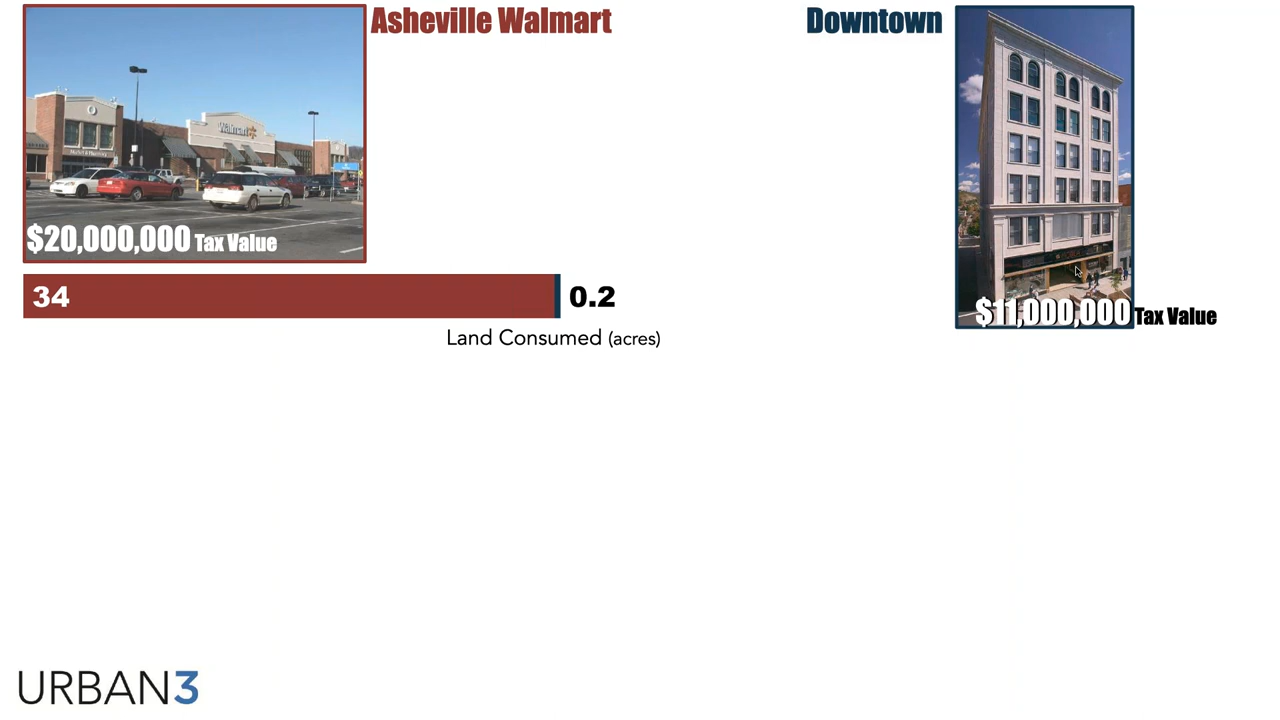 Asheville Walmart
Downtown
Walmart
$20,000,000 Tax Value
34
0.2
Land Consumed (acres)
$11,000,000 Tax Value
URBAN3